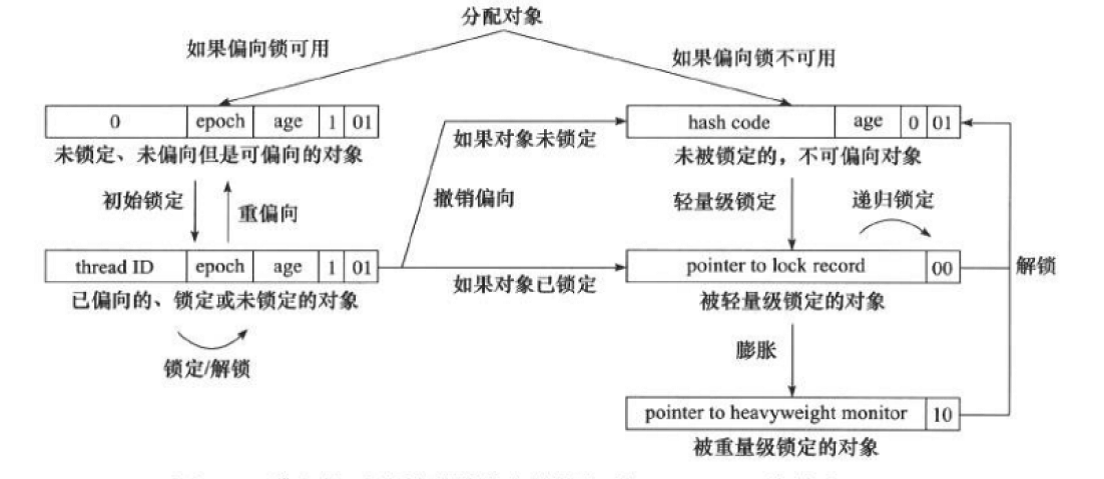 分配对象
如果偏向锁可用
如果偏向锁不可用
0 epoch age 1 01
hash code age 0 01
未锁定、未偏向但是可偏向的对象
如果对象未锁定
未被锁定的，不可偏向对象
初始锁定
重偏向
撤销偏向
轻量级锁定
递归锁定
thread ID epoch age 1 01
pointer to lock record 00
解锁
已偏向的、锁定或未锁定的对象
如果对象已锁定
被轻量级锁定的对象
锁定/解锁
膨胀
pointer to heavyweight monitor 10
被重量级锁定的对象